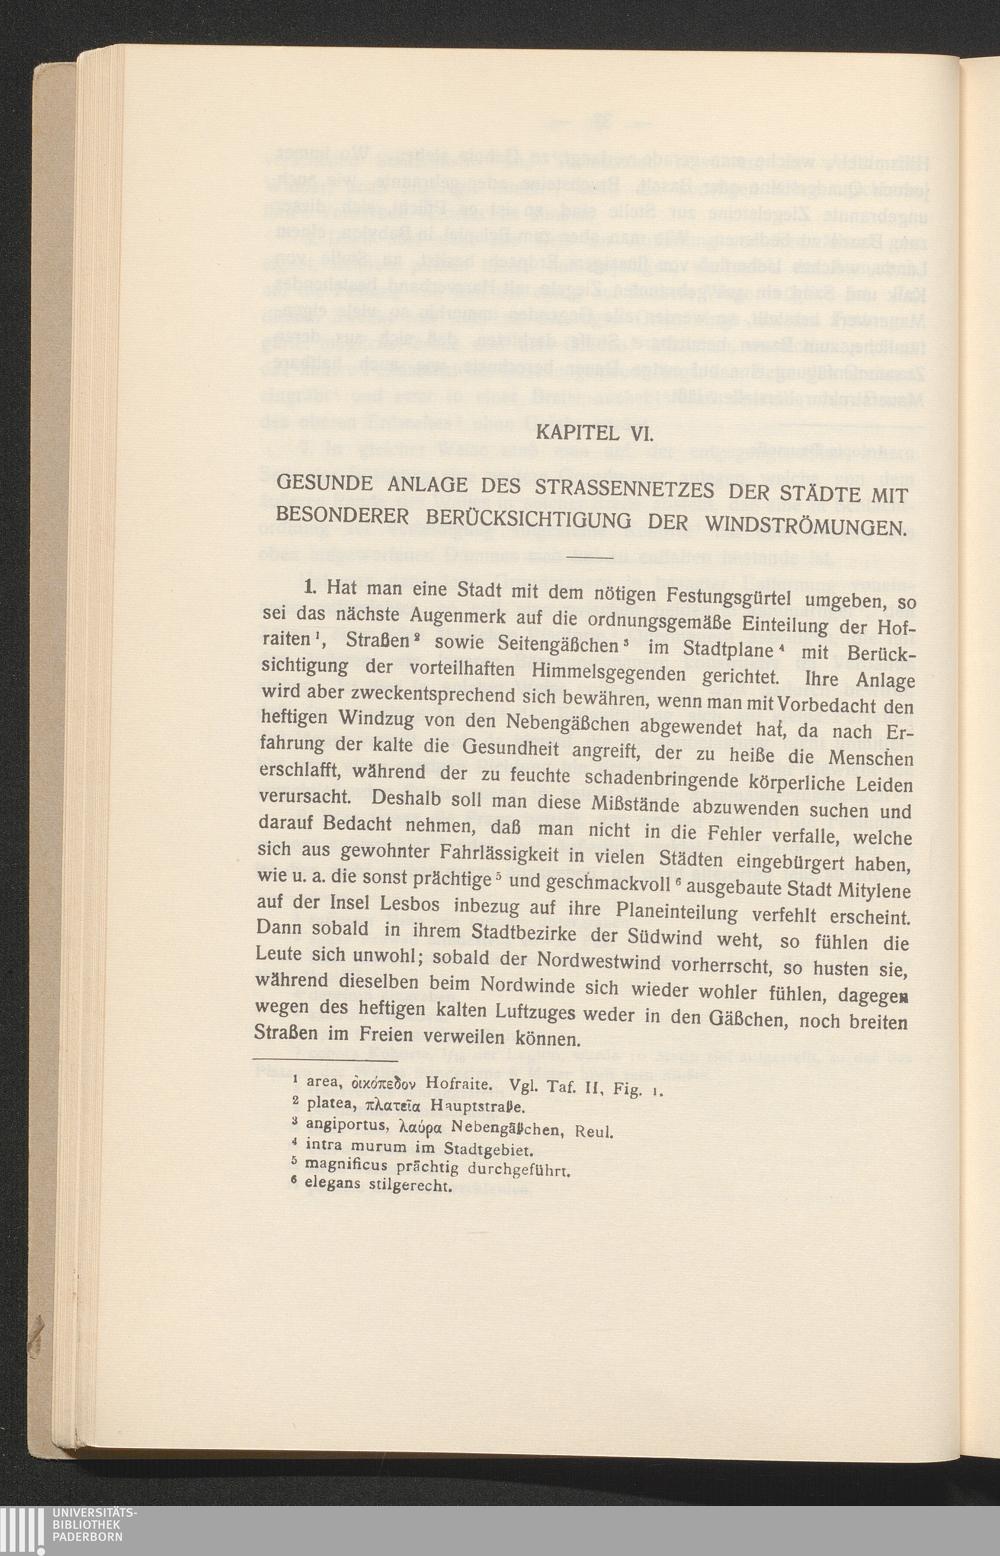 KAPITEL VI.
GESUNDE ANLAGE DES STRASSENNETZES DER STÄDTE MIT
BESONDERER BERÜCKSICHTIGUNG DER WINDSTRÖMUNGEN.
1. Hat man eine Stadt mit dem nötigen Festungsgürtel umgeben, so
sei das nächste Augenmerk auf die ordnungsgemäße Einteilung der Hof-
raiten¹, Straßen² sowie Seitengäßchen³ im Stadtplane⁴ mit Berück-
sichtigung der vorteilhaften Himmelsgegenden gerichtet. Ihre Anlage
wird aber zweckentsprechend sich bewähren, wenn man mit Vorbedacht den
heftigen Windzug von den Nebengäßchen abgewendet hat, da nach Er-
fahrung der kalte die Gesundheit angreift, der zu heiße die Menschen
erschlafft, während der zu feuchte schadenbringende körperliche Leiden
verursacht. Deshalb soll man diese Mißstände abzuwenden suchen und
darauf Bedacht nehmen, daß man nicht in die Fehler verfalle, welche
sich aus gewohnter Fahrlässigkeit in vielen Städten eingebürgert haben,
wie u. a. die sonst prächtige⁵ und geschmackvoll⁶ ausgebaute Stadt Mitylene
auf der Insel Lesbos inbezug auf ihre Planeinteilung verfehlt erscheint.
Dann sobald in ihrem Stadtbezirke der Südwind weht, so fühlen die
Leute sich unwohl; sobald der Nordwestwind vorherrscht, so husten sie,
während dieselben beim Nordwinde sich wieder wohler fühlen, dagegen
wegen des heftigen kalten Luftzuges weder in den Gäßchen, noch breiten
Straßen im Freien verweilen können.
¹ area, οἰκόπεδον Hofraite. Vgl. Taf. II, Fig. 1.
² platea, πλατεῖα Hauptstraße.
³ angiportus, λαύρα Nebengäßchen, Reul.
⁴ intra murum im Stadtgebiet.
⁵ magnificus prächtig durchgeführt.
⁶ elegans stilgerecht.
UNIVERSITÄTS-
BIBLIOTHEK
PADERBORN